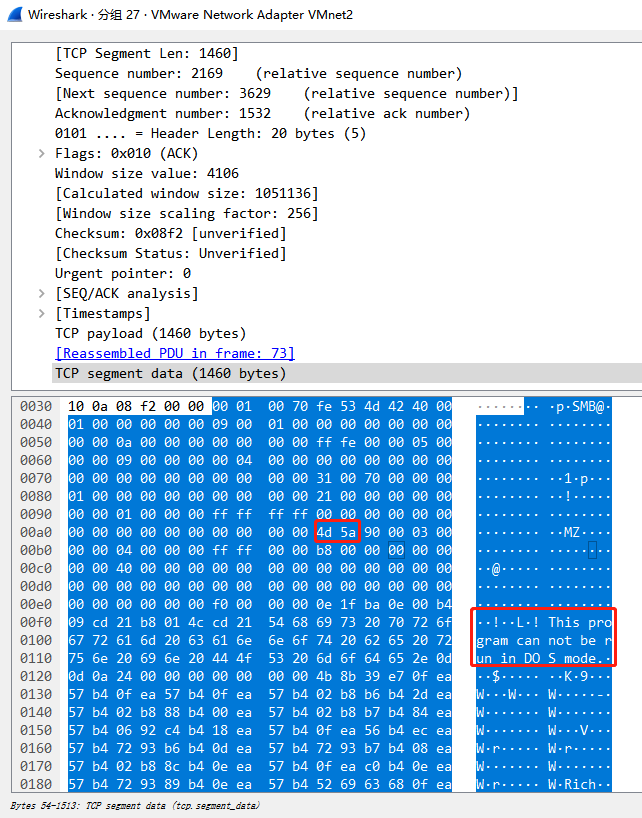 Wireshark · 分组 27 · VMware Network Adapter VMnet2
[TCP Segment Len: 1460]
Sequence number: 2169    (relative sequence number)
[Next sequence number: 3629    (relative sequence number)]
Acknowledgment number: 1532    (relative ack number)
0101 .... = Header Length: 20 bytes (5)
Flags: 0x010 (ACK)
Window size value: 4106
[Calculated window size: 1051136]
[Window size scaling factor: 256]
Checksum: 0x08f2 [unverified]
[Checksum Status: Unverified]
Urgent pointer: 0
[SEQ/ACK analysis]
[Timestamps]
TCP payload (1460 bytes)
[Reassembled PDU in frame: 73]
TCP segment data (1460 bytes)
0030  10 0a 08 f2 00 00 00 01  00 70 fe 53 4d 42 40 00  ········ ·p·SMB@·
0040  01 00 00 00 00 00 09 00  01 00 00 00 00 00 00 00  ········ ········
0050  00 00 0a 00 00 00 00 00  00 00 ff fe 00 00 05 00  ········ ········
0060  00 00 09 00 00 00 00 04  00 00 00 00 00 00 00 00  ········ ········
0070  00 00 00 00 00 00 00 00  00 00 31 00 70 00 00 00  ········ ··1·p···
0080  01 00 00 00 00 00 00 00  00 00 21 00 00 00 00 00  ········ ··!·····
0090  00 00 01 00 00 00 ff ff  ff ff 00 00 00 00 00 00  ········ ········
00a0  00 00 00 00 00 00 00 00  00 00 4d 5a 90 00 03 00  ········ ··MZ····
00b0  00 00 04 00 00 00 ff ff  00 00 b8 00 00 00 00 00  ········ ········
00c0  00 00 40 00 00 00 00 00  00 00 00 00 00 00 00 00  ··@····· ········
00d0  00 00 00 00 00 00 00 00  00 00 00 00 00 00 00 00  ········ ········
00e0  00 00 00 00 00 00 f0 00  00 00 0e 1f ba 0e 00 b4  ········ ········
00f0  09 cd 21 b8 01 4c cd 21  54 68 69 73 20 70 72 6f  ··!··L·! This pro
0100  67 72 61 6d 20 63 61 6e  6e 6f 74 20 62 65 20 72  gram can not be r
0110  75 6e 20 69 6e 20 44 4f  53 20 6d 6f 64 65 2e 0d  un in DO S mode.·
0120  0d 0a 24 00 00 00 00 00  00 00 4b 8b 39 e7 0f ea  ··$····· ··K·9···
0130  57 b4 0f ea 57 b4 0f ea  57 b4 02 b8 b6 b4 2d ea  W···W··· W·····-·
0140  57 b4 02 b8 88 b4 00 ea  57 b4 02 b8 b7 b4 84 ea  W······· W·······
0150  57 b4 06 92 c4 b4 18 ea  57 b4 0f ea 56 b4 ec ea  W······· W···V···
0160  57 b4 72 93 b6 b4 0d ea  57 b4 72 93 b7 b4 08 ea  W·r····· W·r·····
0170  57 b4 02 b8 8c b4 0e ea  57 b4 0f ea c0 b4 0e ea  W······· W·······
0180  57 b4 72 93 89 b4 0e ea  57 b4 52 69 63 68 0f ea  W·r····· W·Rich··
Bytes 54-1513: TCP segment data (tcp.segment_data)